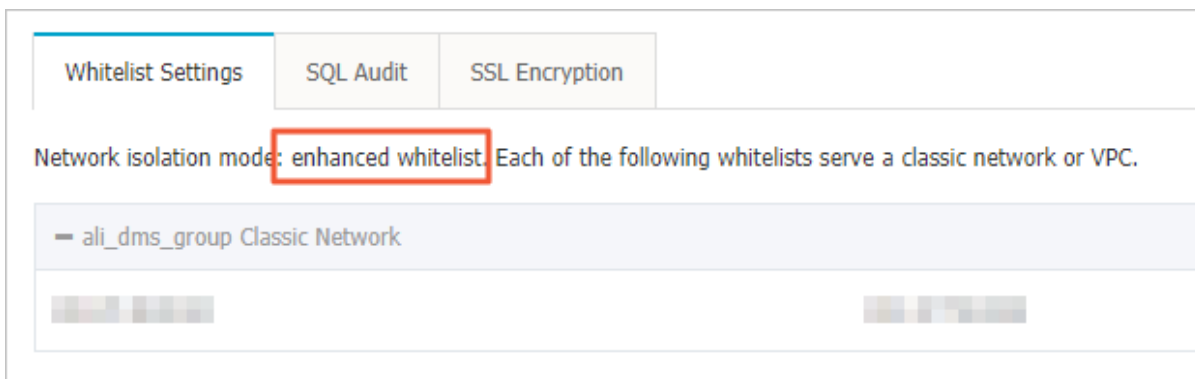 Whitelist Settings SQL Audit SSL Encryption
Network isolation mode: enhanced whitelist. Each of the following whitelists serve a classic network or VPC.
ali_dms_group Classic Network